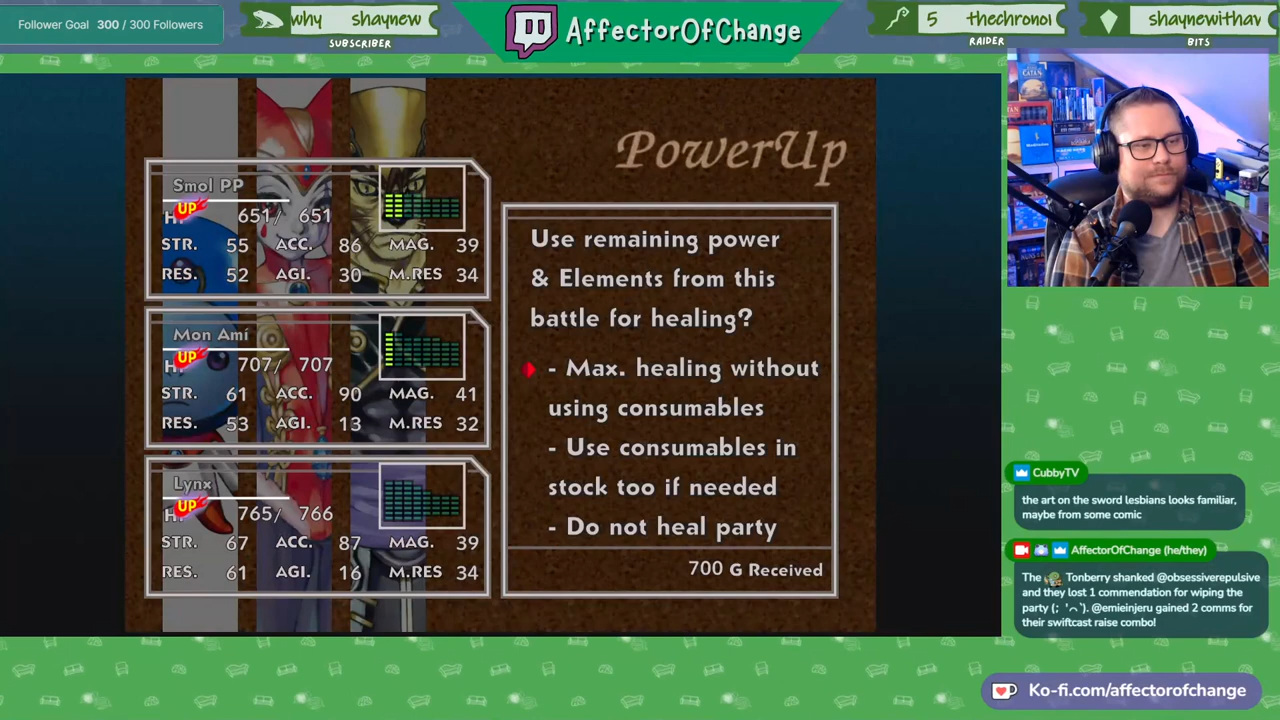 Follower Goal 300 / 300 Followers
why shaynew
SUBSCRIBER
AffectorOfChange
5 thechronoi
RAIDER
shaynewithav
BITS
PowerUp
Smol PP
UP
651/ 651
STR. 55 ACC. 86 MAG. 39
RES. 52 AGI. 30 M.RES 34
Mon Amí
UP
707/ 707
STR. 61 ACC. 90 MAG. 41
RES. 53 AGI. 13 M.RES 32
Lynx
UP
765/ 766
STR. 67 ACC. 87 MAG. 39
RES. 61 AGI. 16 M.RES 34
Use remaining power
& Elements from this
battle for healing?
- Max. healing without
using consumables
- Use consumables in
stock too if needed
- Do not heal party
700 G Received
CATAN
CubbyTV
the art on the sword lesbians looks familiar,
maybe from some comic
AffectorOfChange (he/they)
The Tonberry shanked @obsessiverepulsive
and they lost 1 commendation for wiping the
party (; ´⌒`). @emieinjeru gained 2 comms for
their swiftcast raise combo!
Ko-fi.com/affectorofchange